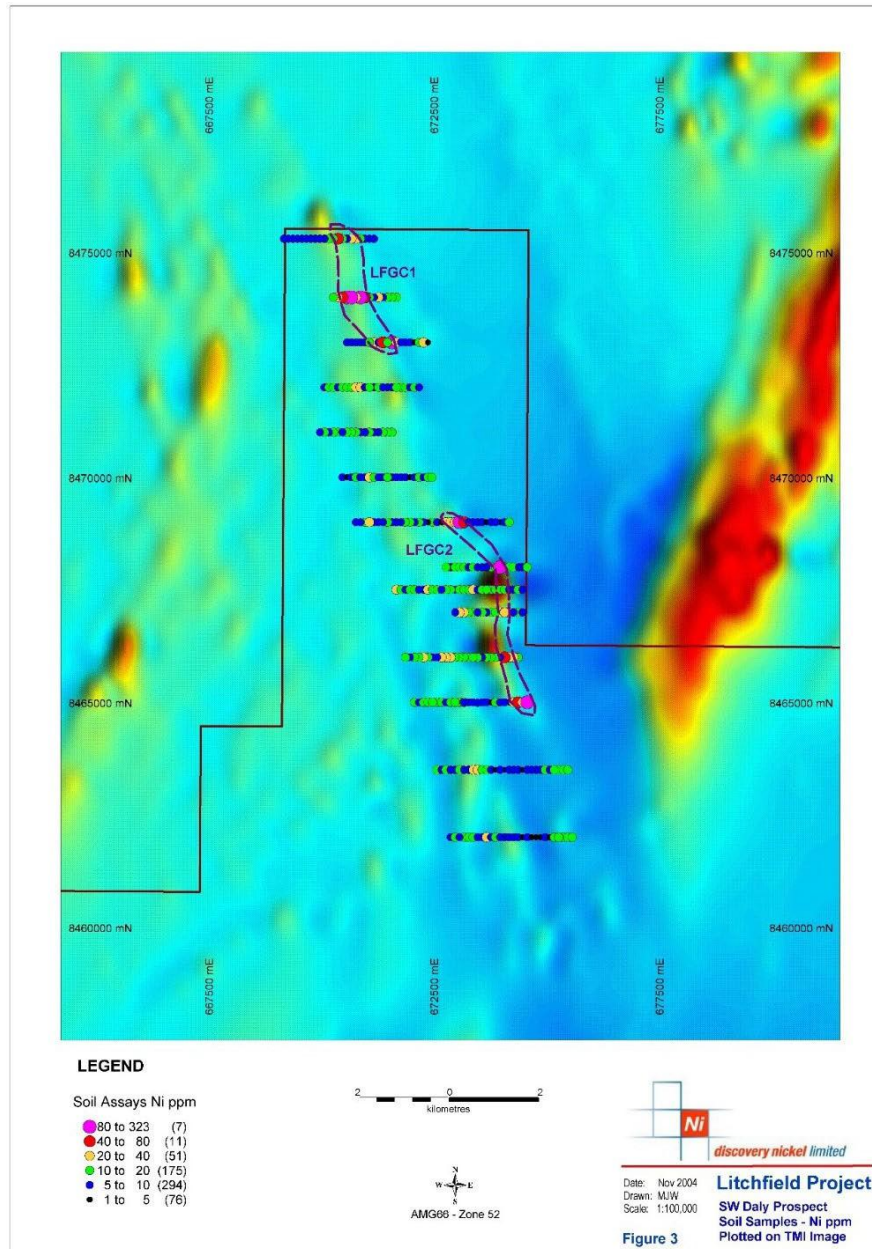 667500 mE
672500 mE
677500 mE
8475000 mN
8475000 mN
LFGC1
8470000 mN
8470000 mN
LFGC2
8465000 mN
8465000 mN
8460000 mN
8460000 mN
667500 mE
672500 mE
677500 mE
LEGEND
Soil Assays Ni ppm
80 to 323 (7)
40 to 80 (11)
20 to 40 (51)
10 to 20 (175)
5 to 10 (294)
1 to 5 (76)
2 0 2
kilometres
N
W E
S
AMG66 - Zone 52
Ni
discovery nickel limited
Date: Nov 2004
Drawn: MJW
Scale: 1:100,000
Figure 3
Litchfield Project
SW Daly Prospect
Soil Samples - Ni ppm
Plotted on TMI Image